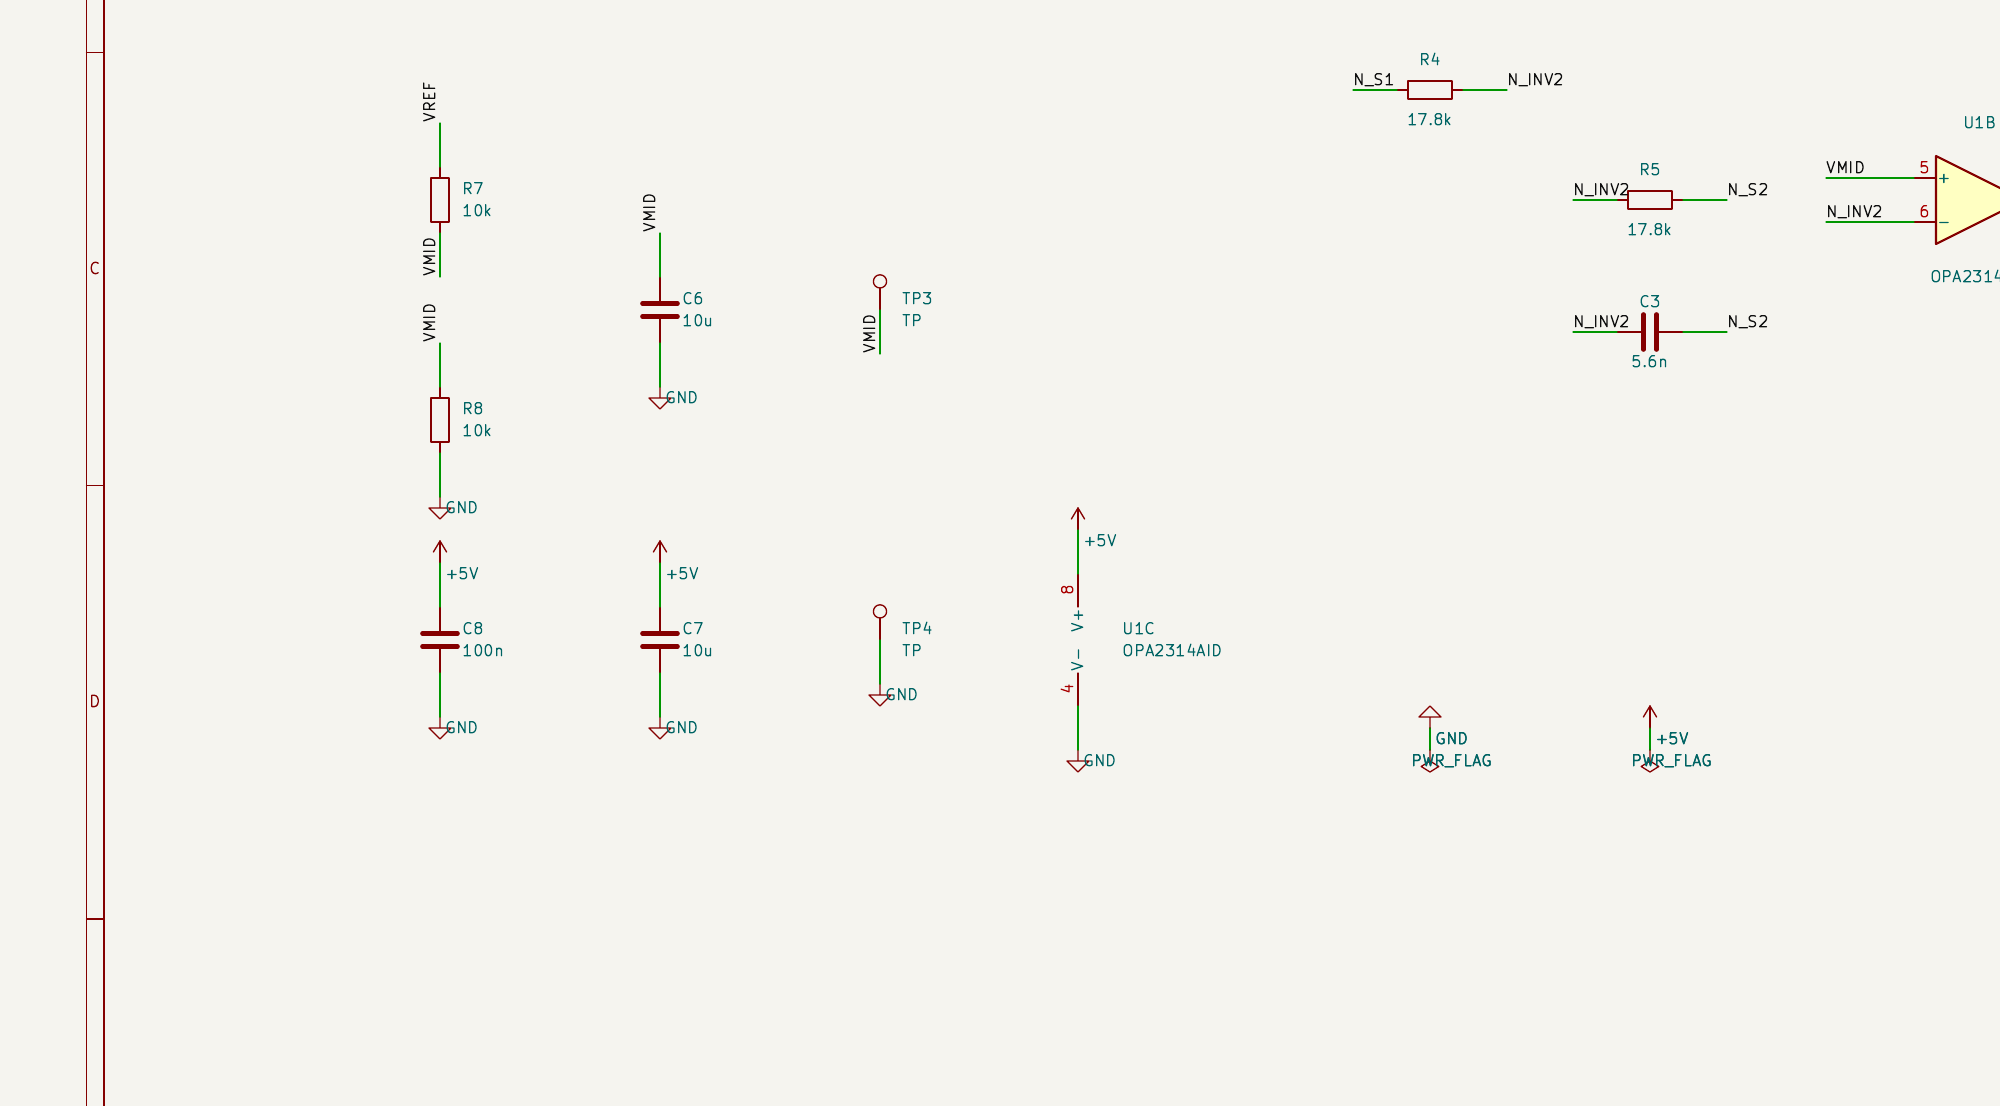 R4
N_S1
N_INV2
17.8k
VREF
R7
10k
VMID
VMID
R8
10k
GND
VMID
C6
10u
GND
TP3
TP
VMID
R5
N_INV2
N_S2
17.8k
C3
N_INV2
N_S2
5.6n
U1B
VMID
5
+
N_INV2
6
-
OPA2314
C
+5V
C8
100n
GND
+5V
C7
10u
GND
TP4
TP
GND
+5V
8
V+
V-
4
U1C
OPA2314AID
GND
GND
PWR_FLAG
+5V
PWR_FLAG
D